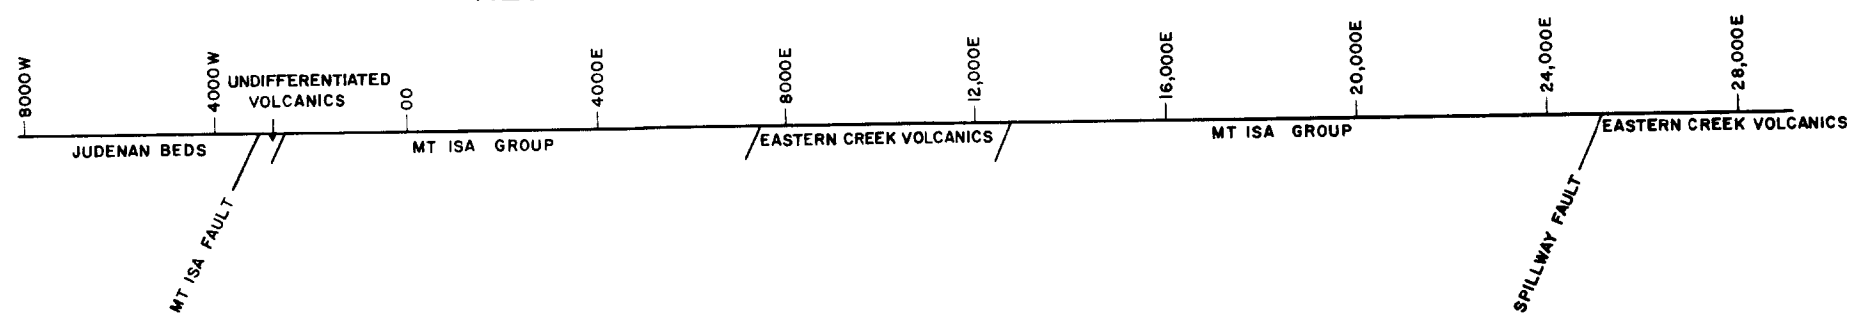 8000W
4000W
UNDIFFERENTIATED
VOLCANICS
00
4000E
8000E
12,000E
16,000E
20,000E
24,000E
28,000E
JUDENAN BEDS
MT ISA GROUP
EASTERN CREEK VOLCANICS
MT ISA GROUP
EASTERN CREEK VOLCANICS
MT ISA FAULT
SPILLWAY FAULT